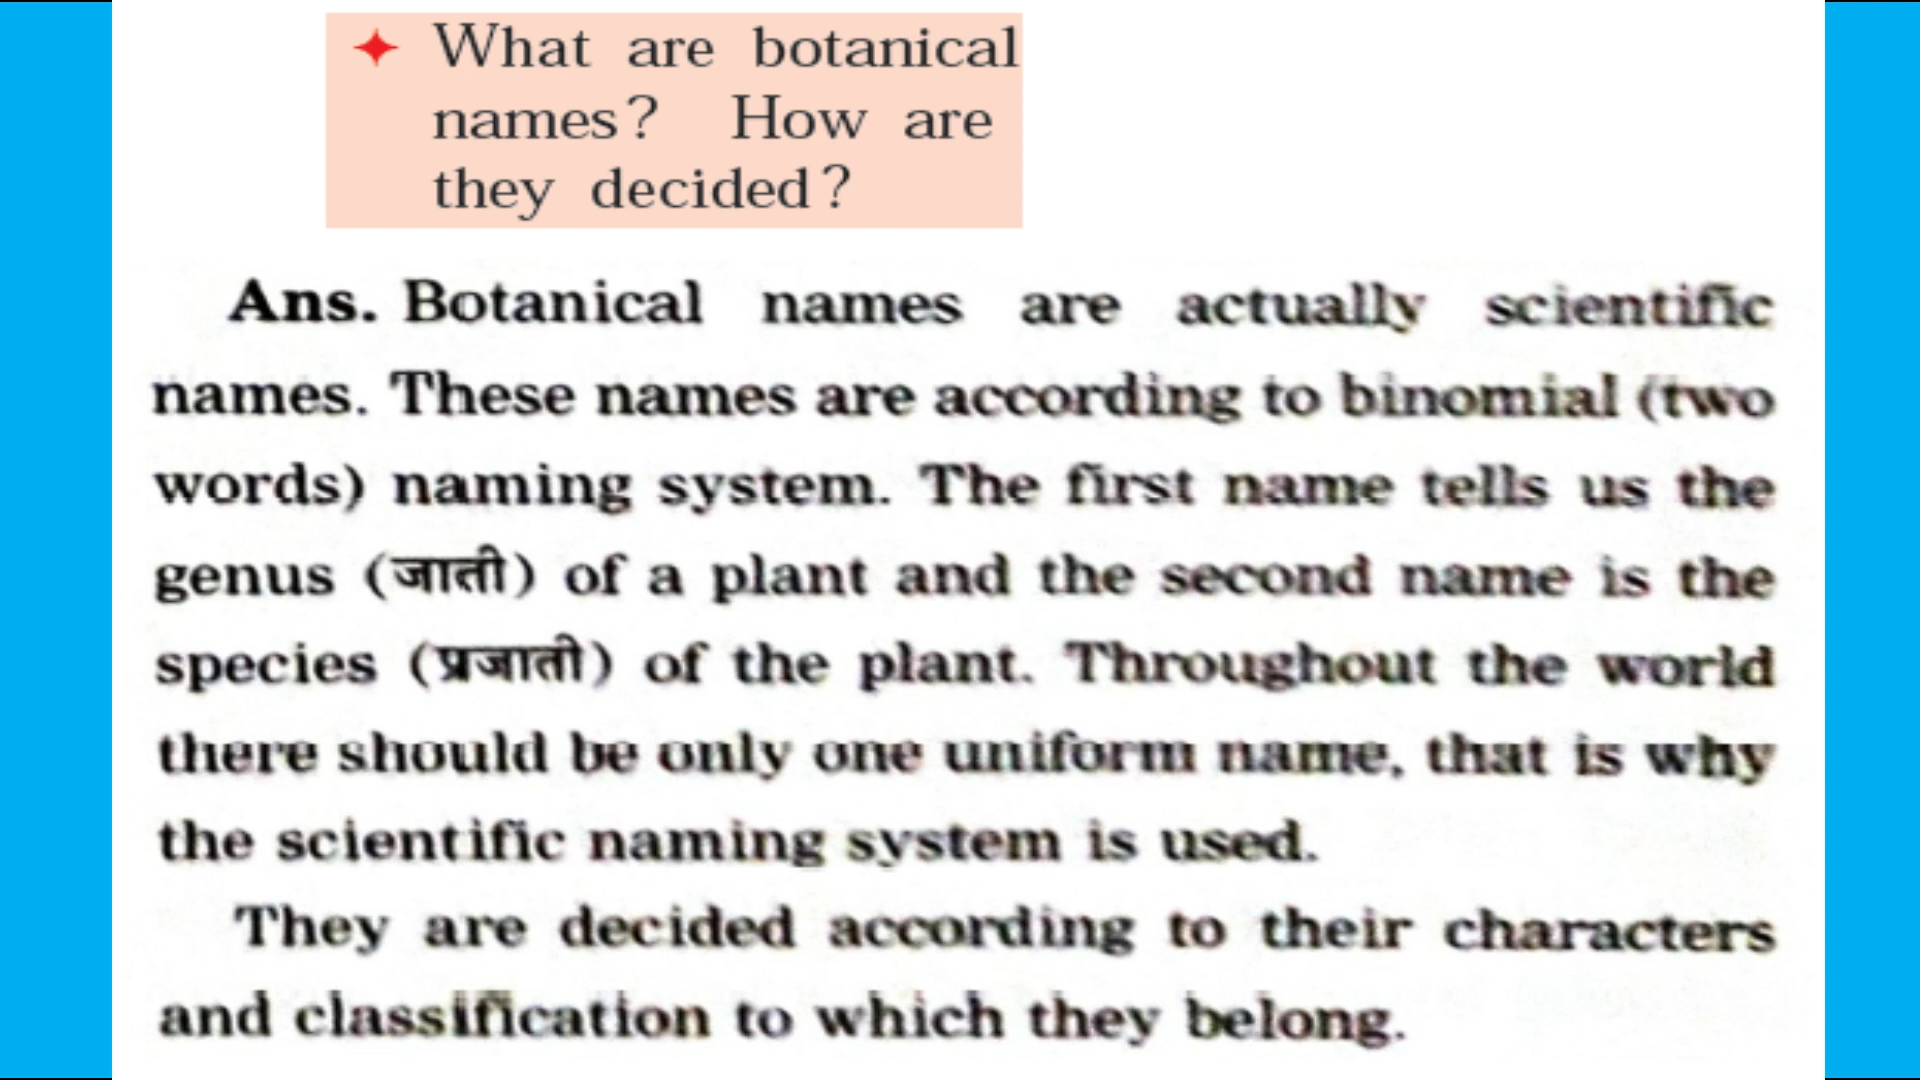 ✦ What are botanical
names? How are
they decided?
Ans. Botanical names are actually scientific
names. These names are according to binomial (two
words) naming system. The first name tells us the
genus (जाती) of a plant and the second name is the
species (प्रजाती) of the plant. Throughout the world
there should be only one uniform name, that is why
the scientific naming system is used.
They are decided according to their characters
and classification to which they belong.